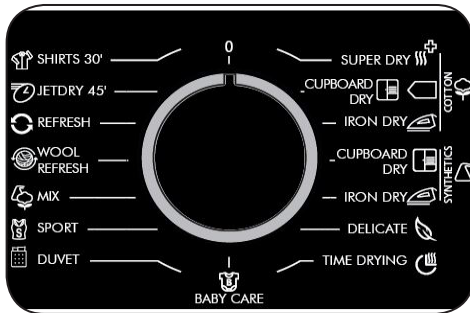 0
SHIRTS 30'
JETDRY 45'
REFRESH
WOOL
REFRESH
MIX
SPORT
DUVET
SUPER DRY
CUPBOARD
DRY
IRON DRY
COTTON
CUPBOARD
DRY
IRON DRY
SYNTHETICS
DELICATE
TIME DRYING
B
BABY CARE